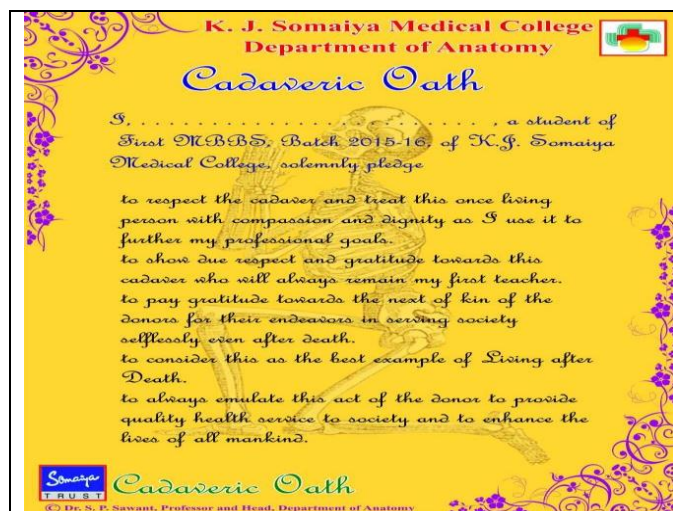 K. J. Somaiya Medical College
Department of Anatomy
Cadaveric Oath
I, . . . . . . . . . . . . . . . . . . . . . . . . . . . . , a student of
First MBBS, Batch 2015-16, of K.J. Somaiya
Medical College, solemnly pledge
to respect the cadaver and treat this once living
person with compassion and dignity as I use it to
further my professional goals.
to show due respect and gratitude towards this
cadaver who will always remain my first teacher.
to pay gratitude towards the next of kin of the
donors for their endeavors in serving society
selflessly even after death.
to consider this as the best example of Living after
Death.
to always emulate this act of the donor to provide
quality health service to society and to enhance the
lives of all mankind.
Somaiya
TRUST
Cadaveric Oath
© Dr. S. P. Sawant, Professor and Head, Department of Anatomy